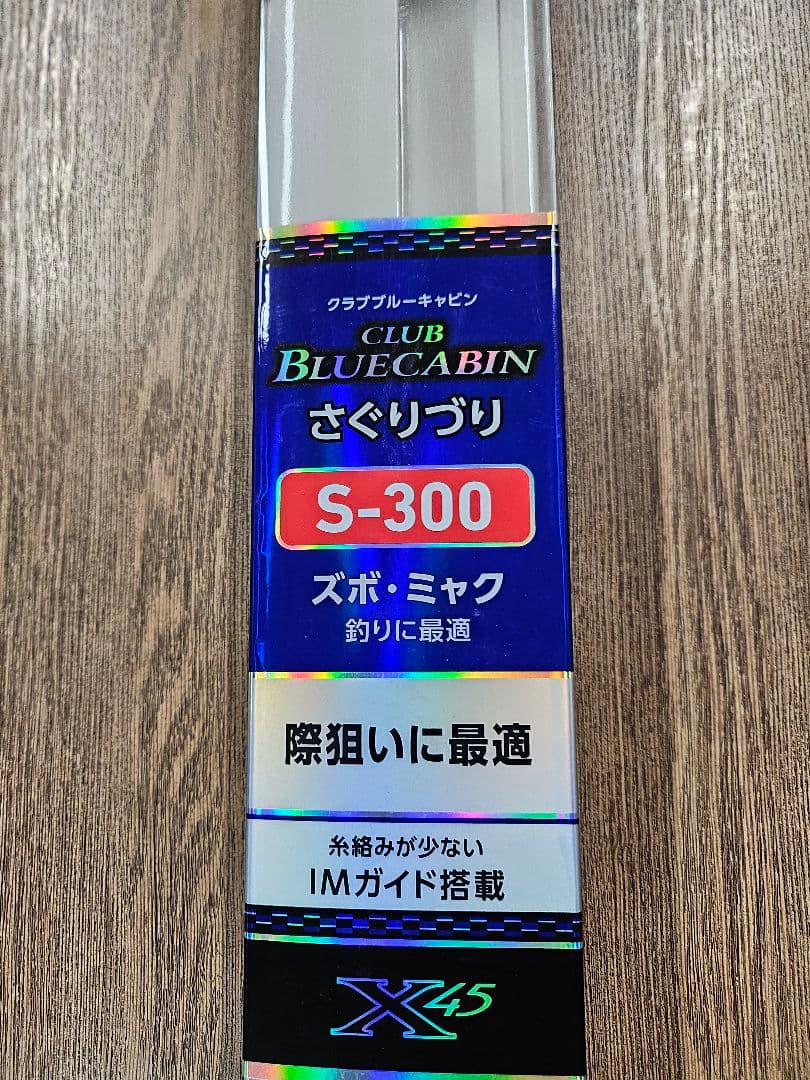 クラブブルーキャビン
CLUB
BLUECABIN
さぐりづり
S-300
ズボ・ミャク
釣りに最適
際狙いに最適
糸絡みが少ない
IMガイド搭載
X45